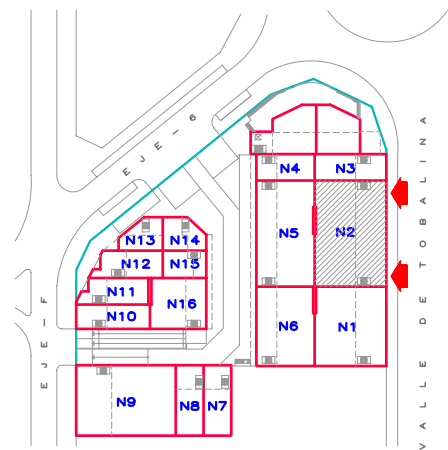 EJE-6
N4 N3
N5 N2
N13 N14
N12 N15
N11
N10 N16
N6 N1
N9 N8 N7
EJE-F
VALLE DE TOBALINA